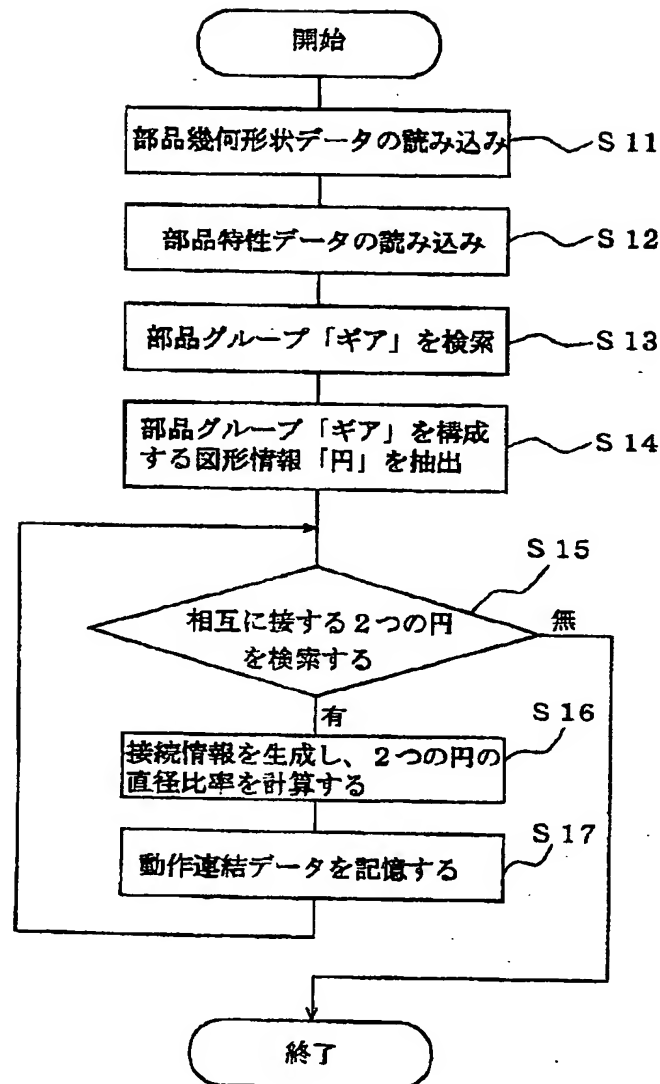 開始
部品幾何形状データの読み込み
S 11
部品特性データの読み込み
S 12
部品グループ「ギア」を検索
S 13
部品グループ「ギア」を構成
する図形情報「円」を抽出
S 14
S 15
相互に接する2つの円
を検索する
無
有
S 16
接続情報を生成し、2つの円の
直径比率を計算する
S 17
動作連結データを記憶する
終了